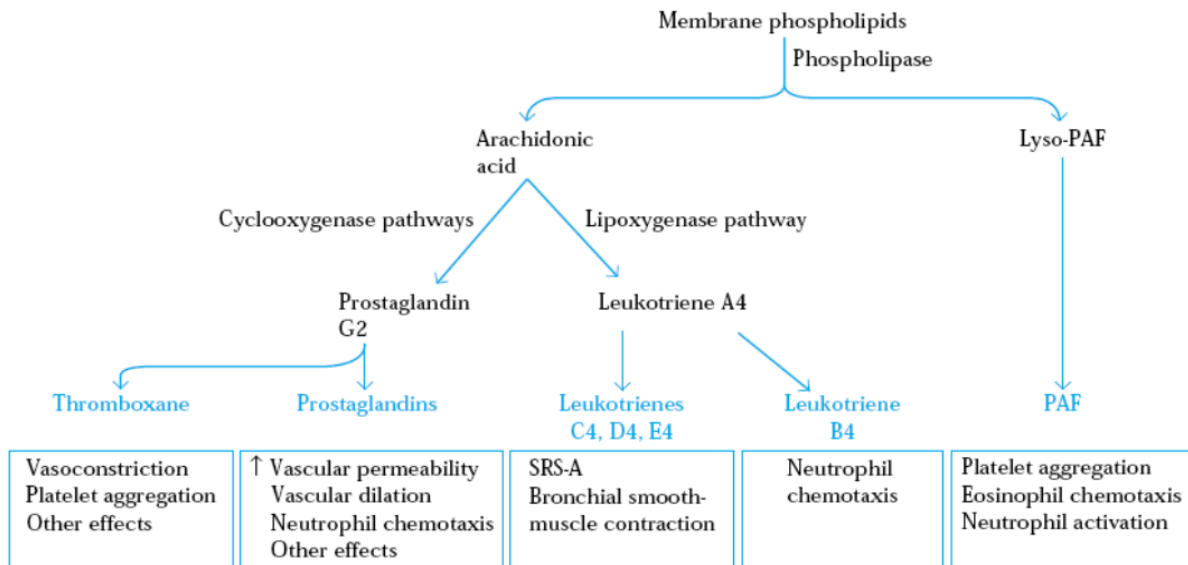 Membrane phospholipids
Phospholipase
Arachidonic
acid
Lyso-PAF
Cyclooxygenase pathways
Lipoxygenase pathway
Prostaglandin
G2
Leukotriene A4
Thromboxane
Prostaglandins
Leukotrienes
C4, D4, E4
Leukotriene
B4
PAF
Vasoconstriction
Platelet aggregation
Other effects
↑ Vascular permeability
Vascular dilation
Neutrophil chemotaxis
Other effects
SRS-A
Bronchial smooth-
muscle contraction
Neutrophil
chemotaxis
Platelet aggregation
Eosinophil chemotaxis
Neutrophil activation